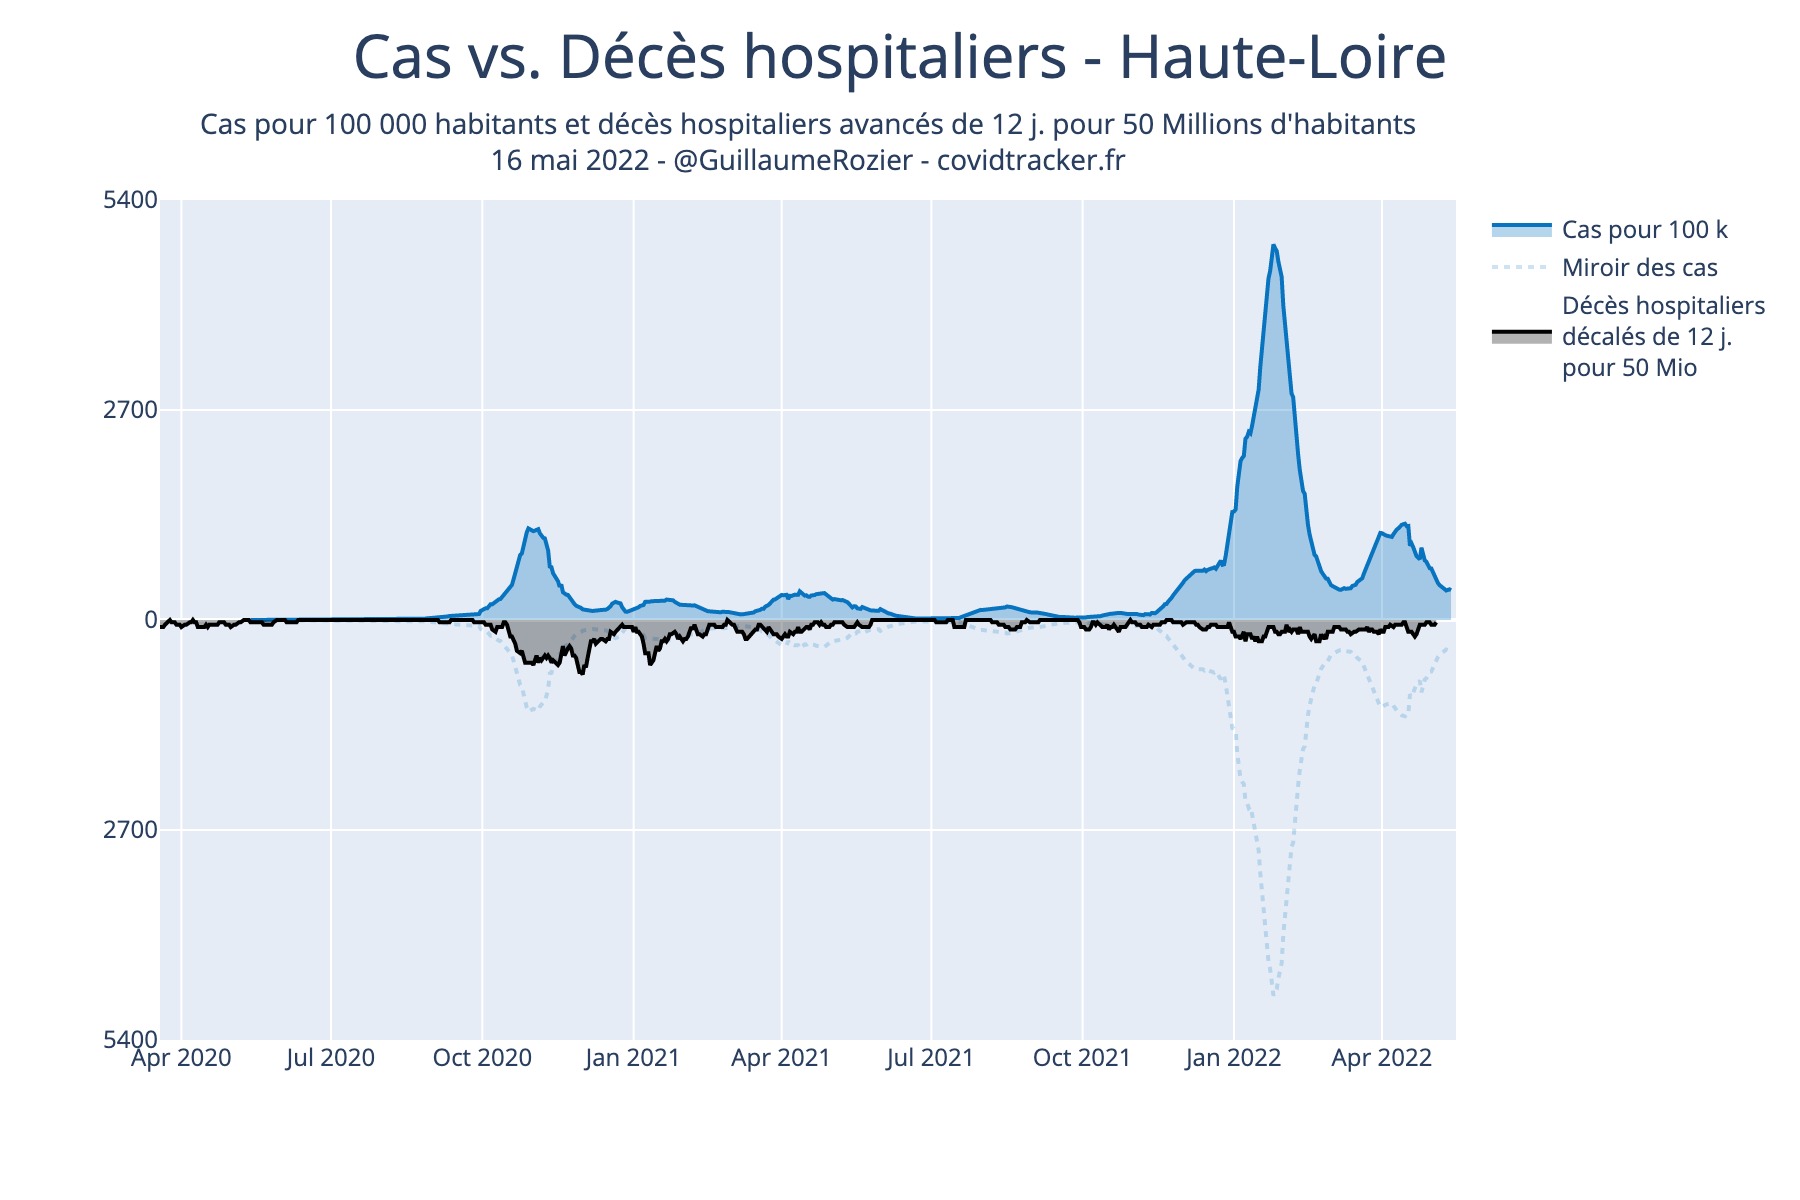 Cas vs. Décès hospitaliers - Haute-Loire
Cas pour 100 000 habitants et décès hospitaliers avancés de 12 j. pour 50 Millions d'habitants
16 mai 2022 - @GuillaumeRozier - covidtracker.fr
5400
2700
0
2700
5400
Apr 2020
Jul 2020
Oct 2020
Jan 2021
Apr 2021
Jul 2021
Oct 2021
Jan 2022
Apr 2022
Cas pour 100 k
Miroir des cas
Décès hospitaliers
décalés de 12 j.
pour 50 Mio